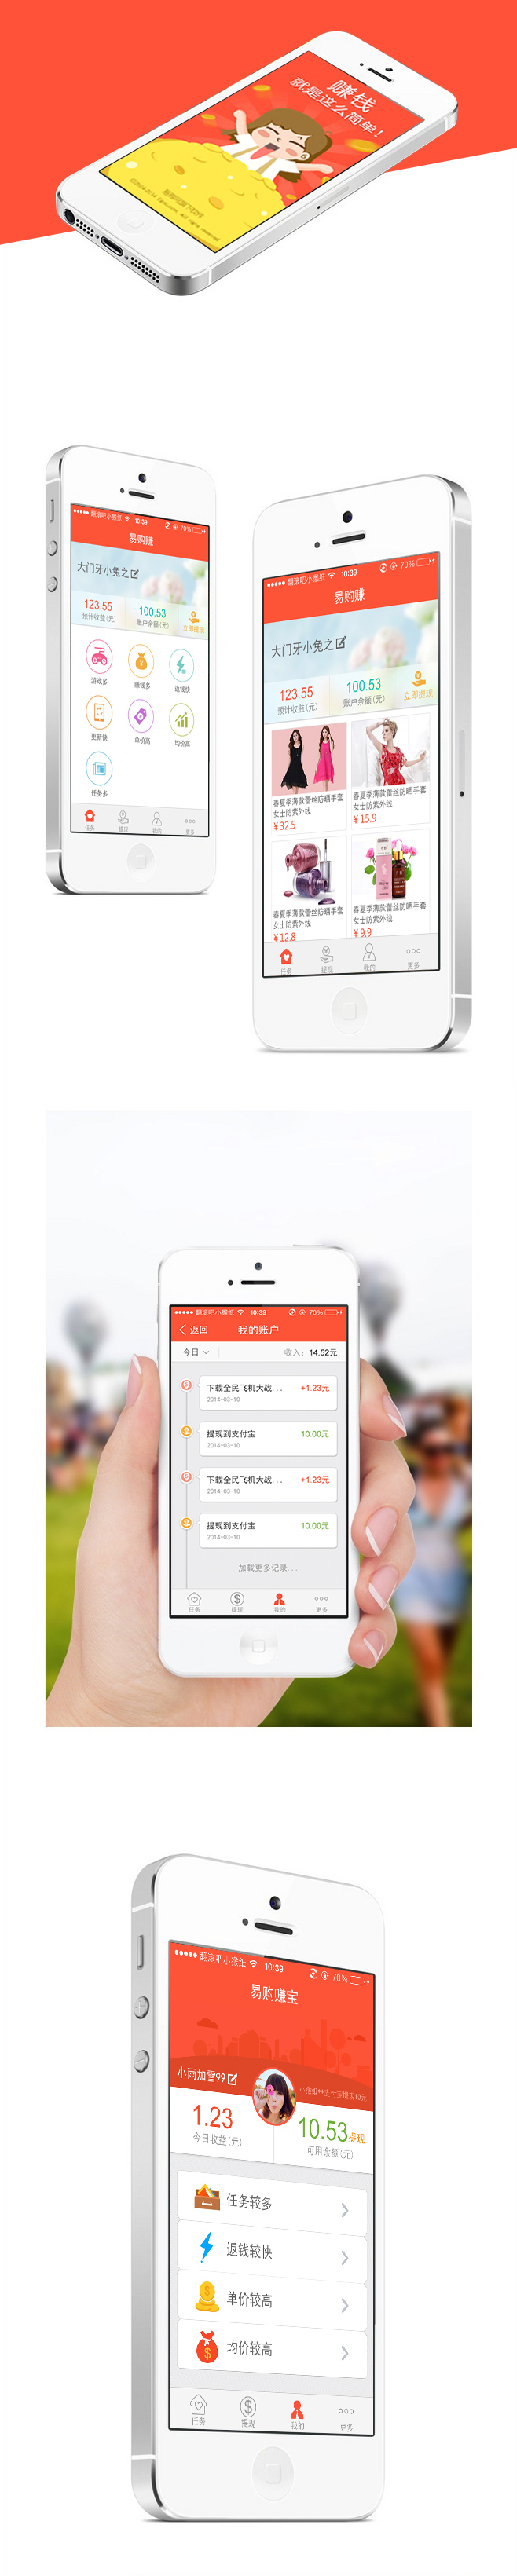 赚钱
就是这么简单!
翻滚吧小猴纸 10:39 70%
易购赚
大门牙小兔之
123.55
100.53
预计收益(元)
账户余额(元)
立即提现
游戏多
赚钱多
返钱快
更新快
单价高
均价高
任务多
任务
提现
我的
更多
翻滚吧小猴纸 10:39 70%
易购赚
大门牙小兔之
123.55
100.53
预计收益(元)
账户余额(元)
立即提现
春夏季薄款蕾丝防晒手套
女士防紫外线
¥32.5
春夏季薄款蕾丝防晒手套
女士防紫外线
¥15.9
春夏季薄款蕾丝防晒手套
女士防紫外线
¥12.8
春夏季薄款蕾丝防晒手套
女士防紫外线
¥9.9
任务
提现
我的
更多
翻滚吧小猴纸 10:39 70%
返回
我的账户
今日
收入: 14.52元
下载全民飞机大战... +1.23元
2014-03-10
提现到支付宝 10.00元
2014-03-10
下载全民飞机大战... +1.23元
2014-03-10
提现到支付宝 10.00元
2014-03-10
加载更多记录...
任务
提现
我的
更多
翻滚吧小猴纸 10:39 70%
易购赚宝
小雨加雪99
1.23
今日收益(元)
10.53提现
可用余额(元)
任务较多
返钱较快
单价较高
均价较高
任务
提现
我的
更多